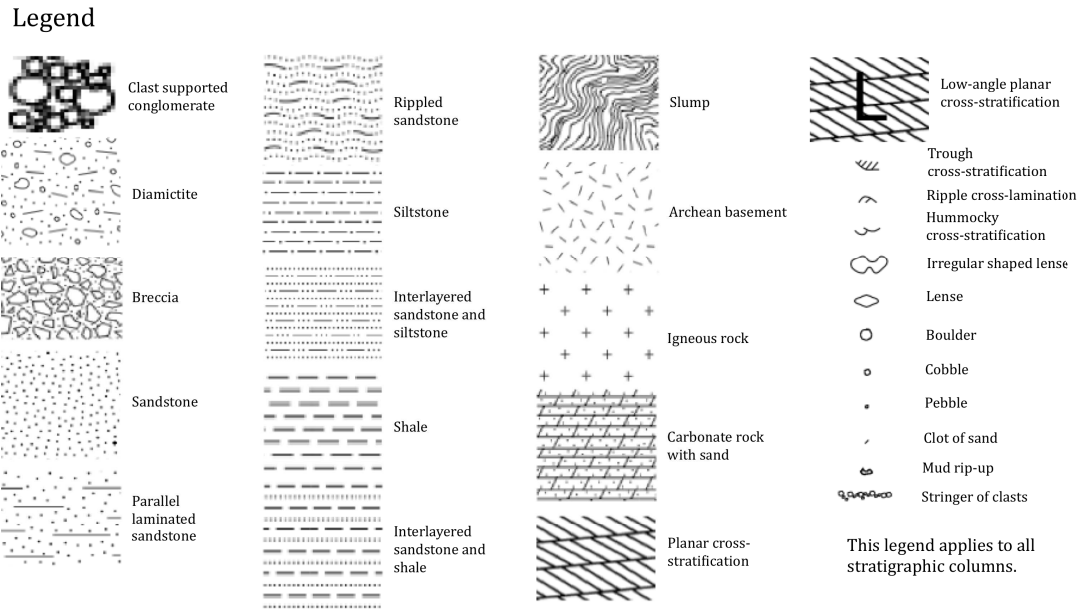 Legend
Clast supported
conglomerate
Diamictite
Breccia
Sandstone
Parallel
laminated
sandstone
Rippled
sandstone
Siltstone
Interlayered
sandstone and
siltstone
Shale
Interlayered
sandstone and
shale
Slump
Archean basement
Igneous rock
Carbonate rock
with sand
Planar cross-
stratification
L
Low-angle planar
cross-stratification
Trough
cross-stratification
Ripple cross-lamination
Hummocky
cross-stratification
Irregular shaped lense
Lense
Boulder
Cobble
Pebble
Clot of sand
Mud rip-up
Stringer of clasts
This legend applies to all
stratigraphic columns.